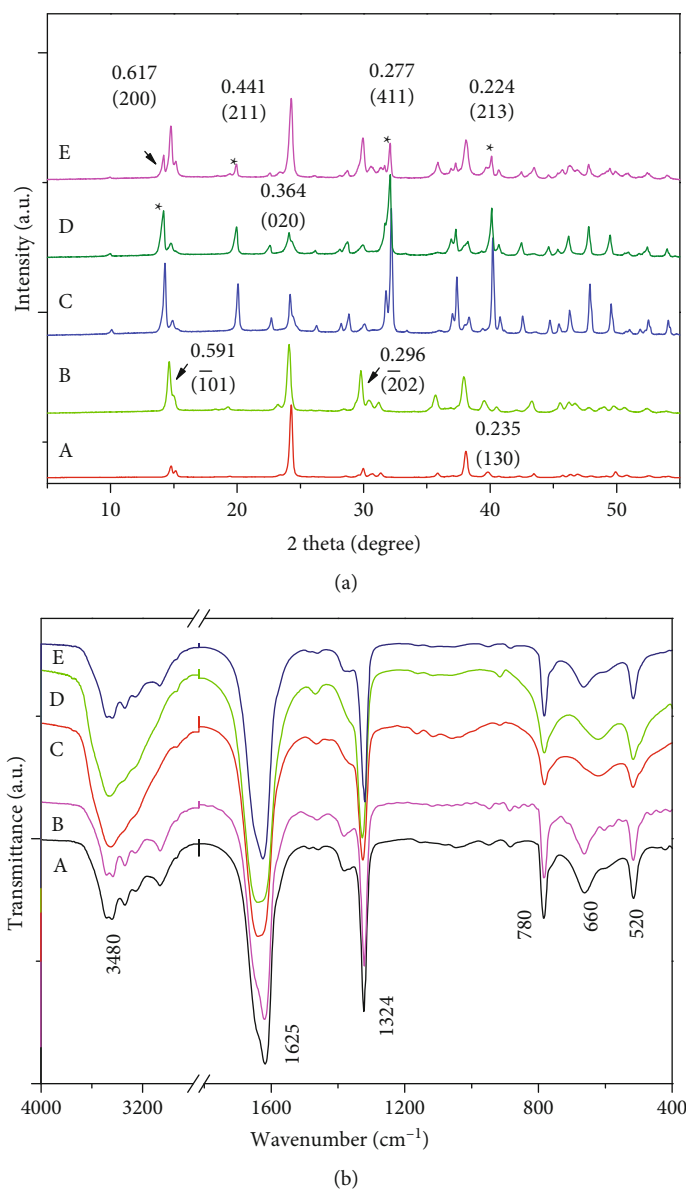 (a)
0.617
(200)
0.441
(211)
0.277
(411)
0.224
(213)
*
*
*
E
0.364
(020)
*
D
C
0.591
(1̅01)
0.296
(2̅02)
B
0.235
(130)
A
Intensity (a.u.)
10
20
30
40
50
2 theta (degree)
(a)
E
D
C
B
A
3480
1625
1324
780
660
520
Transmittance (a.u.)
4000
3200
1600
1200
800
400
Wavenumber (cm⁻¹)
(b)